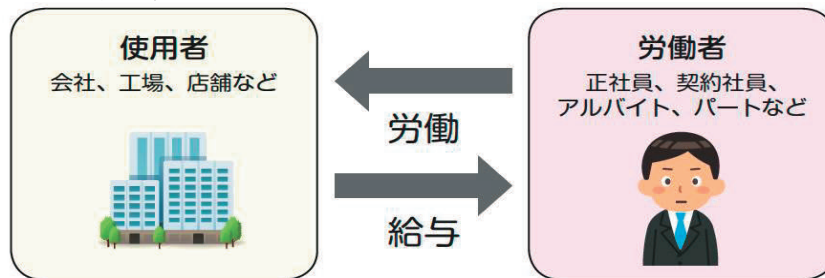 使用者
会社、工場、店舗など
労働者
正社員、契約社員、
アルバイト、パートなど
労働
給与